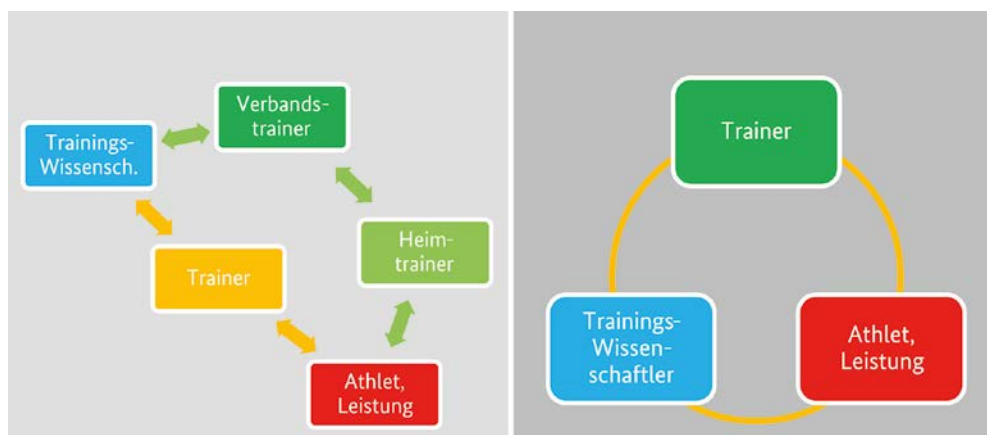 Verbands-
trainer
Trainings-
Wissensch.
Heim-
trainer
Trainer
Athlet,
Leistung
Trainer
Trainings-
Wissen-
schaftler
Athlet,
Leistung